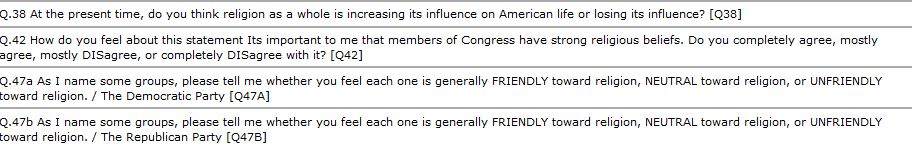 Q.38 At the present time, do you think religion as a whole is increasing its influence on American life or losing its influence? [Q38]
Q.42 How do you feel about this statement Its important to me that members of Congress have strong religious beliefs. Do you completely agree, mostly
agree, mostly DISagree, or completely DISagree with it? [Q42]
Q.47a As I name some groups, please tell me whether you feel each one is generally FRIENDLY toward religion, NEUTRAL toward religion, or UNFRIENDLY
toward religion. / The Democratic Party [Q47A]
Q.47b As I name some groups, please tell me whether you feel each one is generally FRIENDLY toward religion, NEUTRAL toward religion, or UNFRIENDLY
toward religion. / The Republican Party [Q47B]